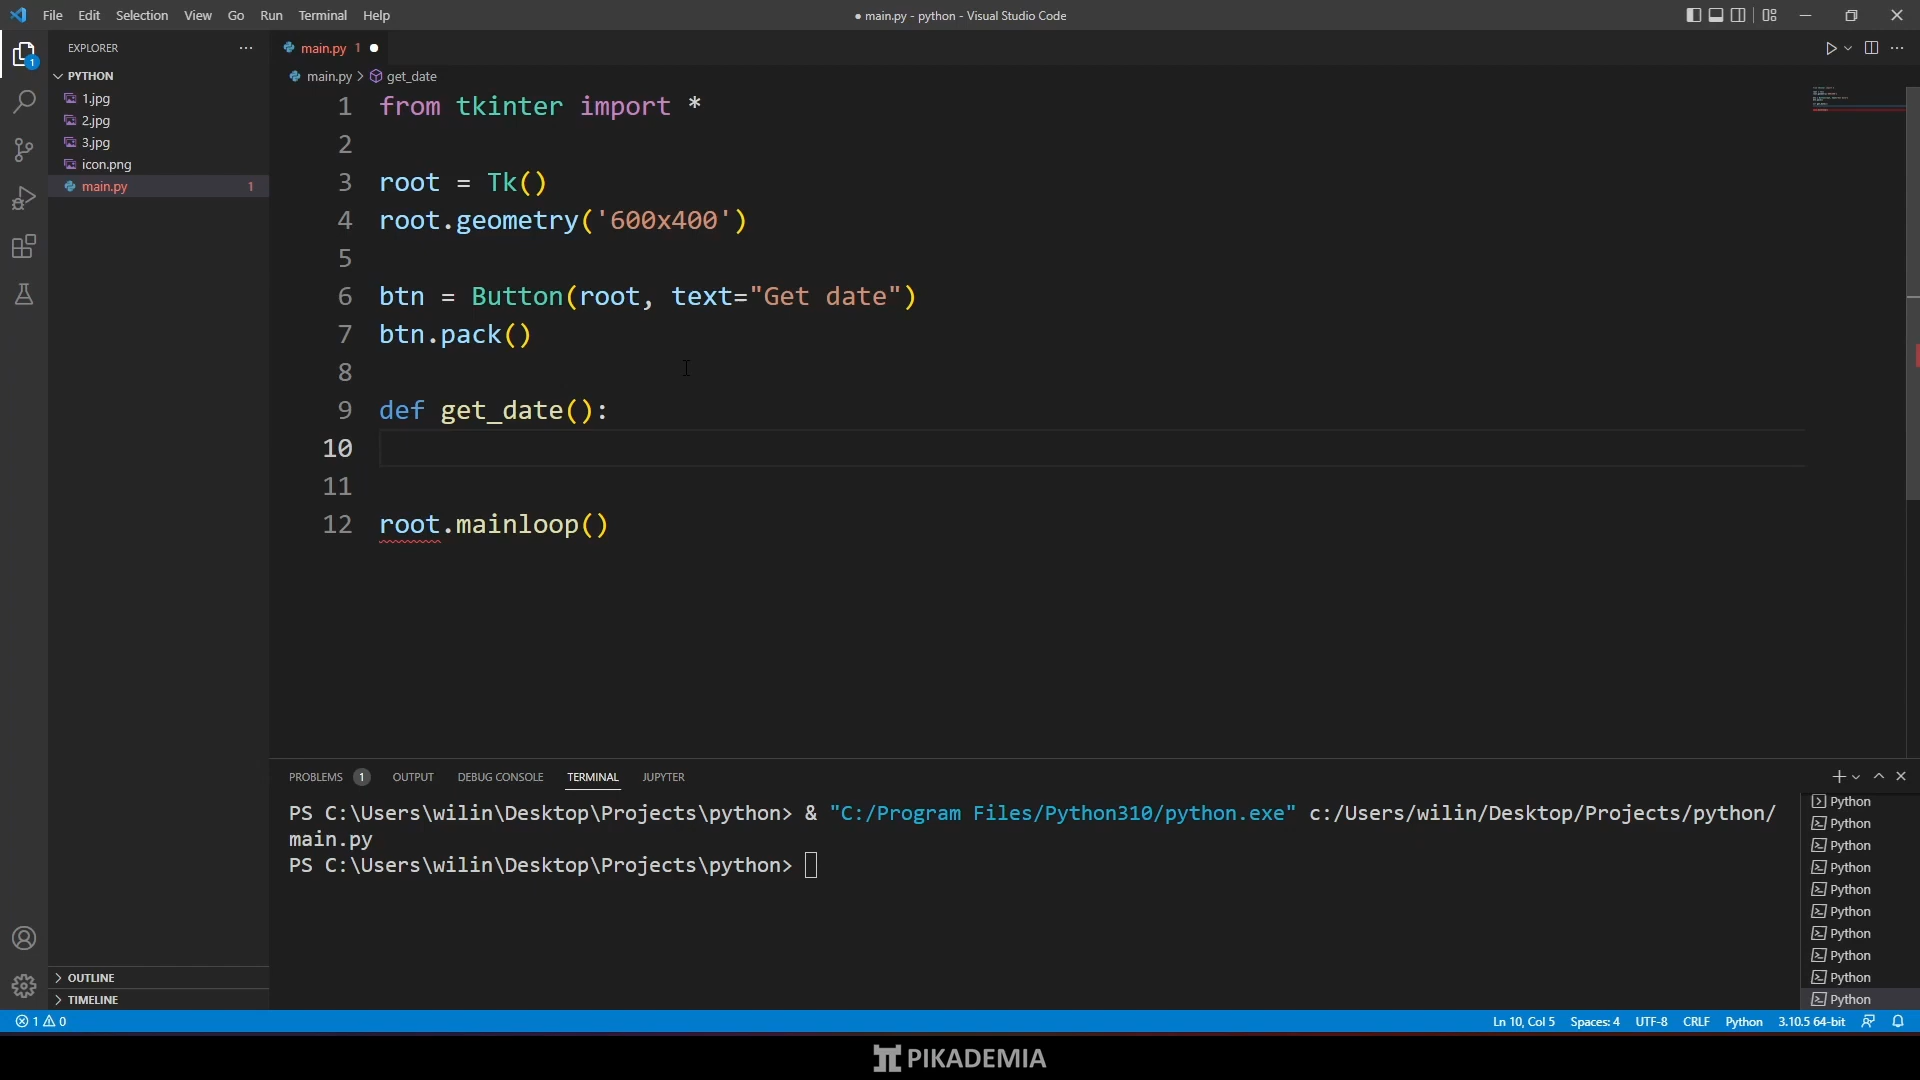 File Edit Selection View Go Run Terminal Help
● main.py - python - Visual Studio Code
EXPLORER
PYTHON
1.jpg
2.jpg
3.jpg
icon.png
main.py 1
OUTLINE
TIMELINE
main.py 1
main.py > get_date
1 from tkinter import *
2
3 root = Tk()
4 root.geometry('600x400')
5
6 btn = Button(root, text="Get date")
7 btn.pack()
8
9 def get_date():
10
11
12 root.mainloop()
PROBLEMS 1 OUTPUT DEBUG CONSOLE TERMINAL JUPYTER
PS C:\Users\wilin\Desktop\Projects\python> & "C:/Program Files/Python310/python.exe" c:/Users/wilin/Desktop/Projects/python/
main.py
PS C:\Users\wilin\Desktop\Projects\python>
Python
Python
Python
Python
Python
Python
Python
Python
Python
Python
1 0
Ln 10, Col 5 Spaces: 4 UTF-8 CRLF Python 3.10.5 64-bit
PIKADEMIA